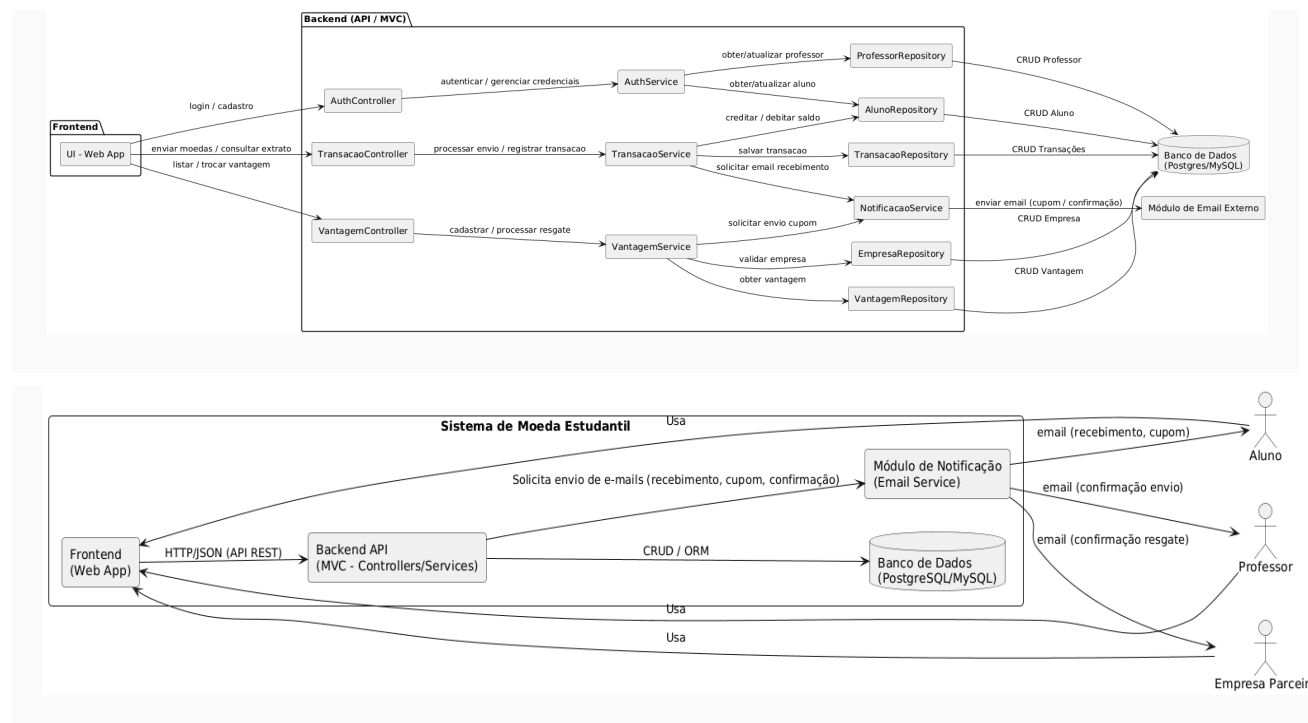 Backend (API / MVC)
ProfessorRepository
obter/atualizar professor
CRUD Professor
autenticar / gerenciar credenciais
AuthService
obter/atualizar aluno
AuthController
login / cadastro
AlunoRepository
CRUD Aluno
creditar / debitar saldo
Frontend
UI - Web App
enviar moedas / consultar extrato
TransacaoController
processar envio / registrar transacao
TransacaoService
salvar transacao
TransacaoRepository
CRUD Transações
Banco de Dados
(Postgres/MySQL)
listar / trocar vantagem
solicitar email recebimento
NotificacaoService
enviar email (cupom / confirmação)
Módulo de Email Externo
VantagemController
cadastrar / processar resgate
solicitar envio cupom
CRUD Empresa
VantagemService
validar empresa
EmpresaRepository
obter vantagem
CRUD Vantagem
VantagemRepository
Sistema de Moeda Estudantil
Usa
email (recebimento, cupom)
Aluno
Módulo de Notificação
(Email Service)
Solicita envio de e-mails (recebimento, cupom, confirmação)
email (confirmação envio)
Frontend
(Web App)
HTTP/JSON (API REST)
Backend API
(MVC - Controllers/Services)
CRUD / ORM
Banco de Dados
(PostgreSQL/MySQL)
email (confirmação resgate)
Professor
Usa
Usa
Empresa Parceir